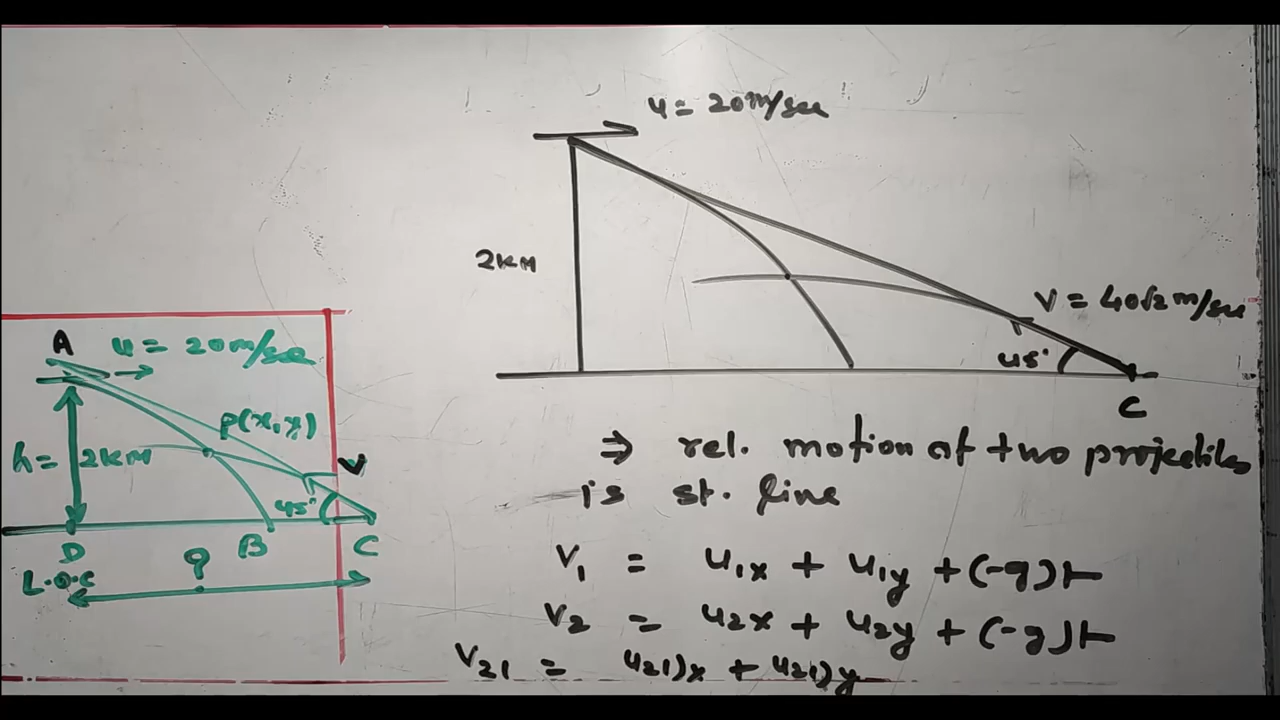 u = 20m/sec
2KM
V = 40√2 m/sec
45°
C
⇒ rel. motion of two projectiles
is st. line
V₁ = u₁x + u₁y + (-g)t
V₂ = u₂x + u₂y + (-g)t
V₂₁ = u₂₁)x + u₂₁)y
A u = 20m/sec
P(x,y)
h = 2KM
V
45°
D B C
L.O.C ?